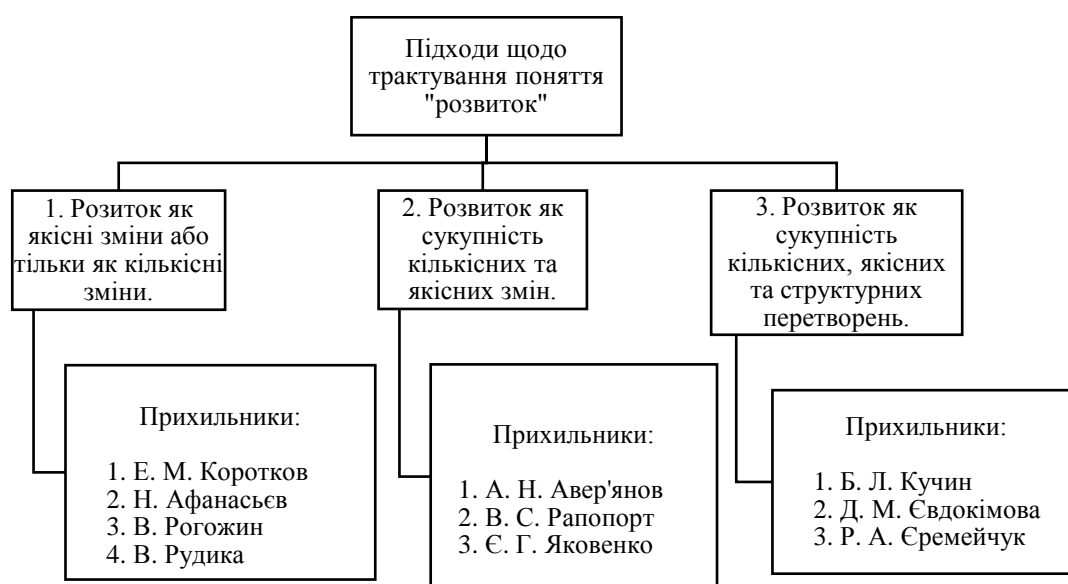 Підходи щодо
трактування поняття
"розвиток"
1. Розиток як
якісні зміни або
тільки як кількісні
зміни.
2. Розвиток як
сукупність
кількісних та
якісних змін.
3. Розвиток як
сукупність
кількісних, якісних
та структурних
перетворень.
Прихильники:
1. Е. М. Коротков
2. Н. Афанасьєв
3. В. Рогожин
4. В. Рудика
Прихильники:
1. А. Н. Авер'янов
2. В. С. Рапопорт
3. Є. Г. Яковенко
Прихильники:
1. Б. Л. Кучин
2. Д. М. Євдокімова
3. Р. А. Єремейчук